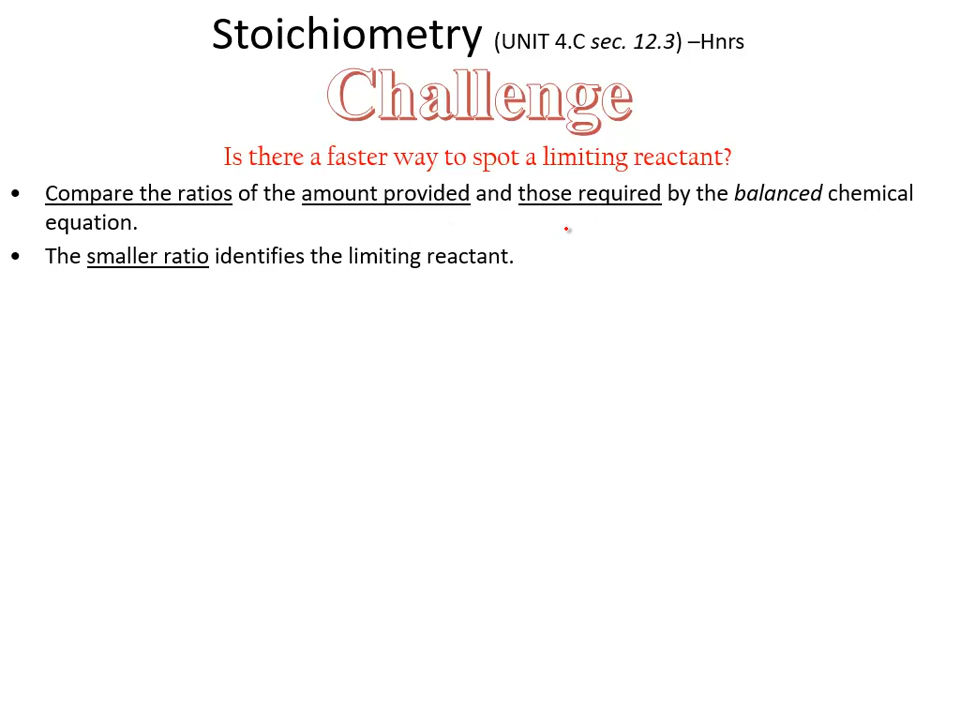 Stoichiometry (UNIT 4.C sec. 12.3) –Hnrs
Challenge
Is there a faster way to spot a limiting reactant?
• Compare the ratios of the amount provided and those required by the balanced chemical
equation.
• The smaller ratio identifies the limiting reactant.